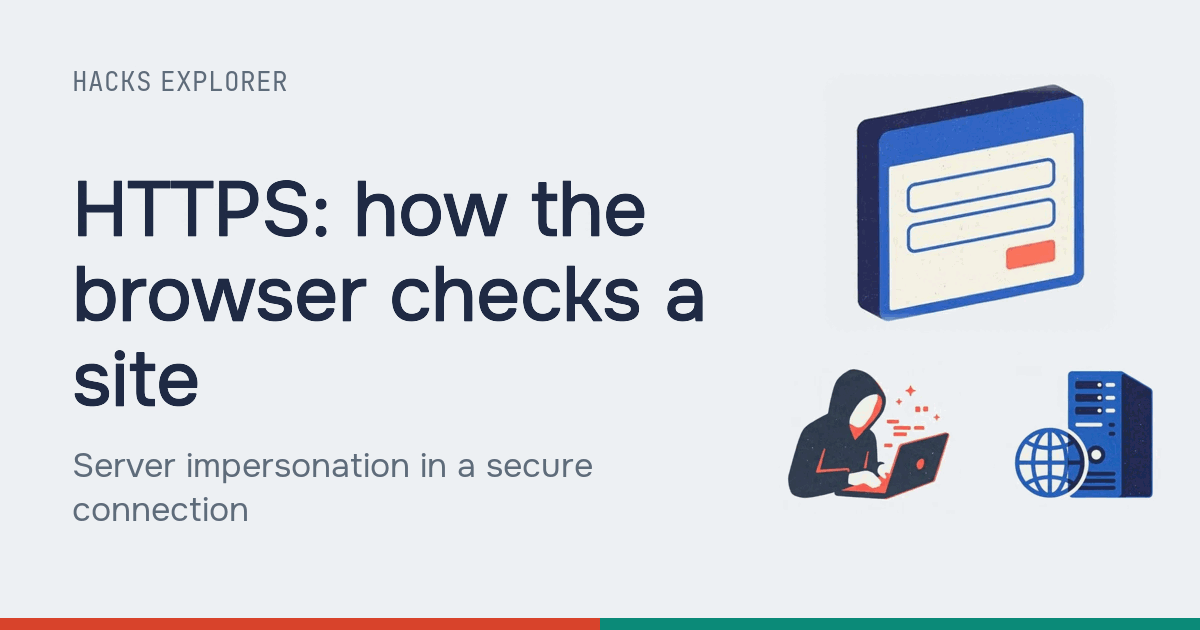 HACKS EXPLORER
HTTPS: how the
browser checks a
site
Server impersonation in a secure
connection